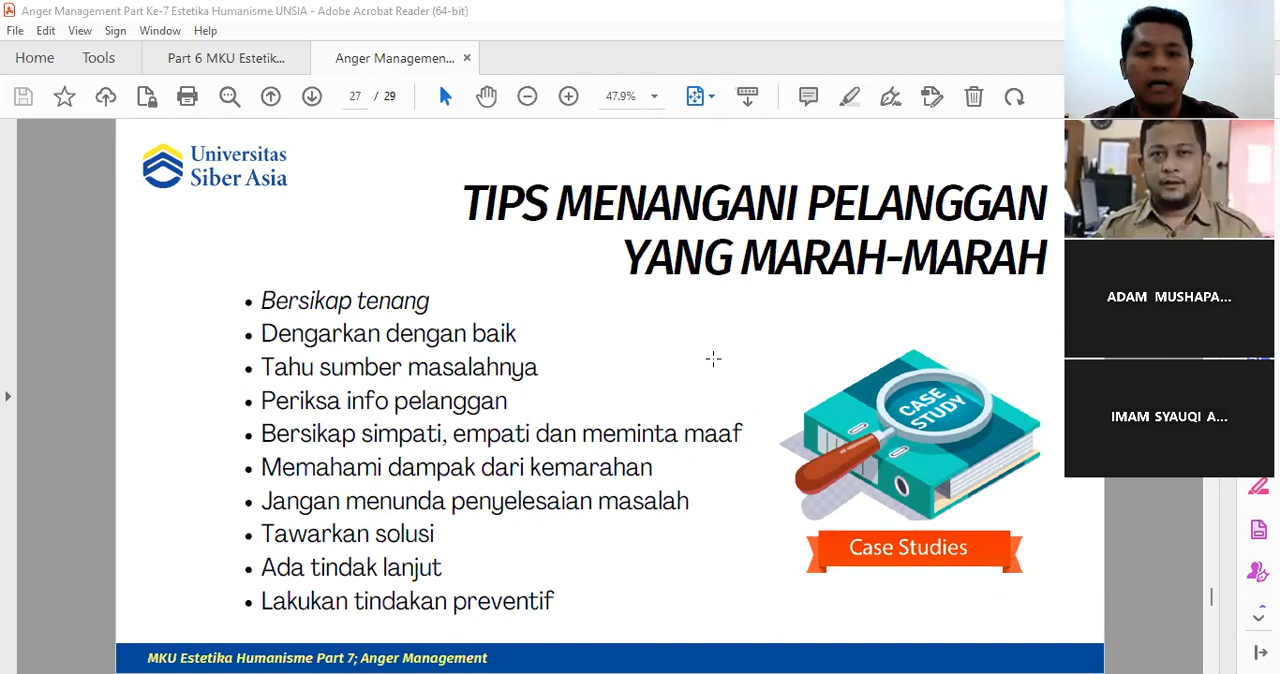 Anger Management Part Ke-7 Estetika Humanisme UNSIA - Adobe Acrobat Reader (64-bit)
File Edit View Sign Window Help
Home Tools Part 6 MKU Estetik... Anger Managemen... ×
27 / 29 47.9%
Universitas
Siber Asia
TIPS MENANGANI PELANGGAN
YANG MARAH-MARAH
• Bersikap tenang
• Dengarkan dengan baik
• Tahu sumber masalahnya
• Periksa info pelanggan
• Bersikap simpati, empati dan meminta maaf
• Memahami dampak dari kemarahan
• Jangan menunda penyelesaian masalah
• Tawarkan solusi
• Ada tindak lanjut
• Lakukan tindakan preventif
CASE
STUDY
Case Studies
MKU Estetika Humanisme Part 7; Anger Management
ADAM MUSHAPA...
IMAM SYAUQI A...